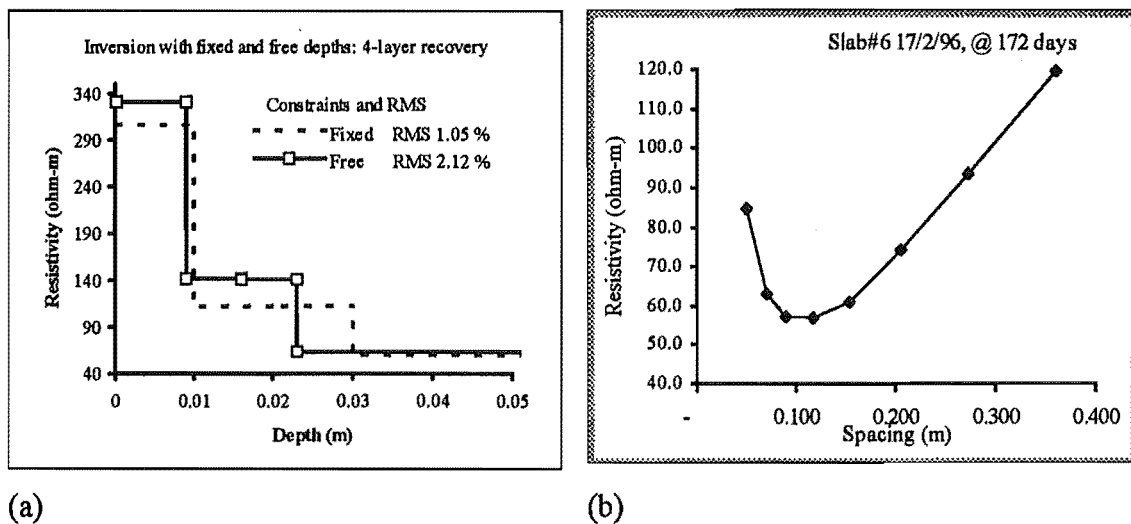 Inversion with fixed and free depths: 4-layer recovery
Constraints and RMS
Fixed RMS 1.05 %
Free RMS 2.12 %
Resistivity (ohm-m)
340
290
240
190
140
90
40
0 0.01 0.02 0.03 0.04 0.05
Depth (m)
(a)
Slab#6 17/2/96, @ 172 days
Resistivity (ohm-m)
120.0
110.0
100.0
90.0
80.0
70.0
60.0
50.0
40.0
- 0.100 0.200 0.300 0.400
Spacing (m)
(b)